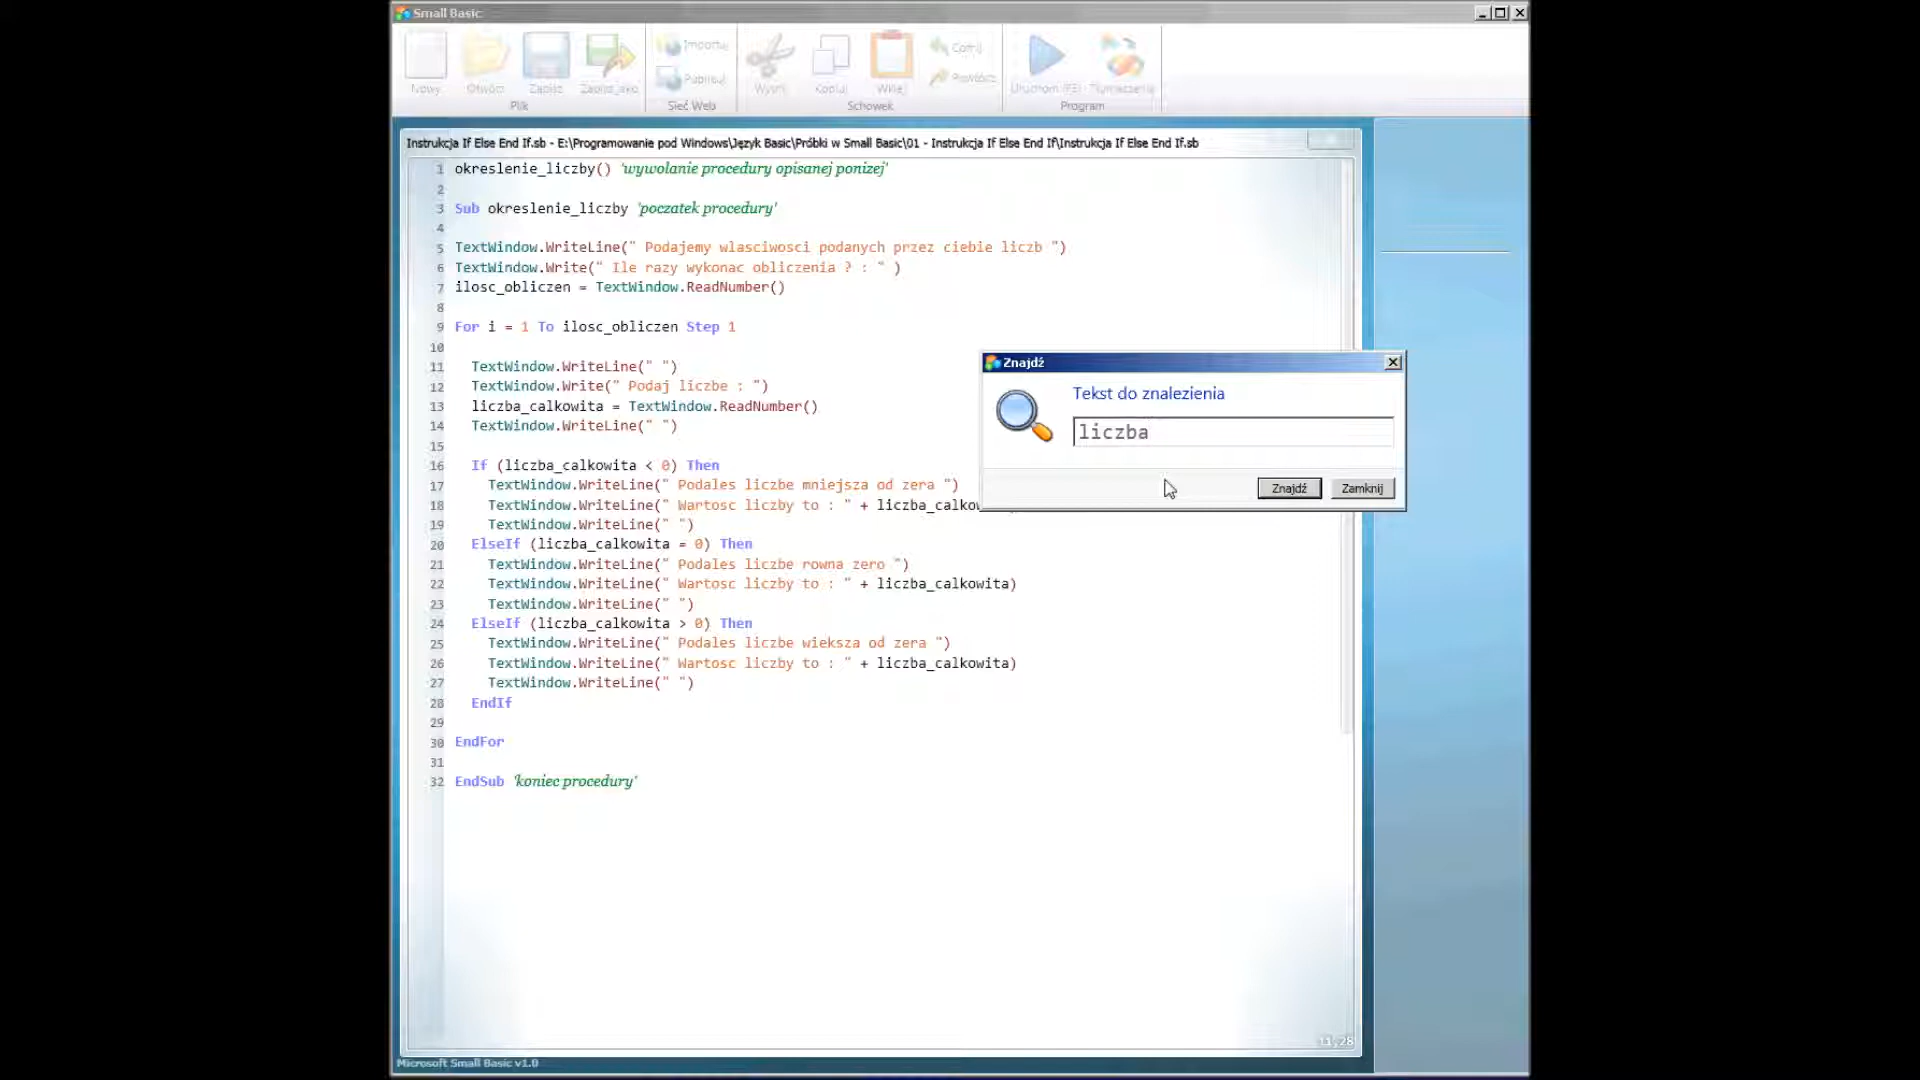 Small Basic
Nowy
Otwórz
Zapisz
Zapisz jako
Importuj
Publikuj
Wytnij
Kopiuj
Wklej
Cofnij
Powtórz
Uruchom (F5)
Plik
Sieć Web
Schowek
Program
Instrukcja If Else End If.sb - E:\Programowanie pod Windows\Język Basic\Próbki w Small Basic\01 - Instrukcja If Else End If\Instrukcja If Else End If.sb
1 okreslenie_liczby() 'wywolanie procedury opisanej ponizej'
2
3 Sub okreslenie_liczby 'poczatek procedury'
4
5 TextWindow.WriteLine(" Podajemy wlasciwosci podanych przez ciebie liczb ")
6 TextWindow.Write(" Ile razy wykonac obliczenia ? : " )
7 ilosc_obliczen = TextWindow.ReadNumber()
8
9 For i = 1 To ilosc_obliczen Step 1
10
11 TextWindow.WriteLine(" ")
12 TextWindow.Write(" Podaj liczbe : ")
13 liczba_calkowita = TextWindow.ReadNumber()
14 TextWindow.WriteLine(" ")
15
16 If (liczba_calkowita < 0) Then
17 TextWindow.WriteLine(" Podales liczbe mniejsza od zera ")
18 TextWindow.WriteLine(" Wartosc liczby to : " + liczba_calko
19 TextWindow.WriteLine(" ")
20 ElseIf (liczba_calkowita = 0) Then
21 TextWindow.WriteLine(" Podales liczbe rowna zero ")
22 TextWindow.WriteLine(" Wartosc liczby to : " + liczba_calkowita)
23 TextWindow.WriteLine(" ")
24 ElseIf (liczba_calkowita > 0) Then
25 TextWindow.WriteLine(" Podales liczbe wieksza od zera ")
26 TextWindow.WriteLine(" Wartosc liczby to : " + liczba_calkowita)
27 TextWindow.WriteLine(" ")
28 EndIf
29
30 EndFor
31
32 EndSub 'koniec procedury'
Znajdź
Tekst do znalezienia
liczba
Znajdź
Zamknij
11,28
Microsoft Small Basic v1.0